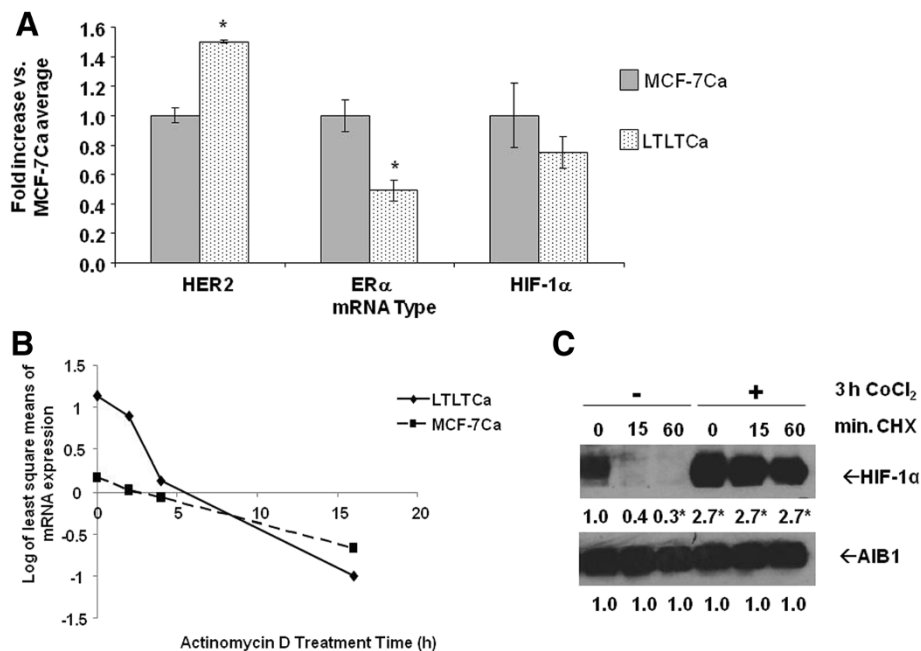 A
Fold increase vs.
MCF-7Ca average
1.6
1.4
1.2
1.0
0.8
0.6
0.4
0.2
0.0
*
*
HER2
ERα
HIF-1α
mRNA Type
MCF-7Ca
LTLTCa
B
Log of least square means of
mRNA expression
1.5
1
0.5
0
-0.5
-1
-1.5
0 5 10 15 20
LTLTCa
MCF-7Ca
Actinomycin D Treatment Time (h)
C
- + 3 h CoCl2
0 15 60 0 15 60 min. CHX
←HIF-1α
1.0 0.4 0.3* 2.7* 2.7* 2.7*
←AIB1
1.0 1.0 1.0 1.0 1.0 1.0